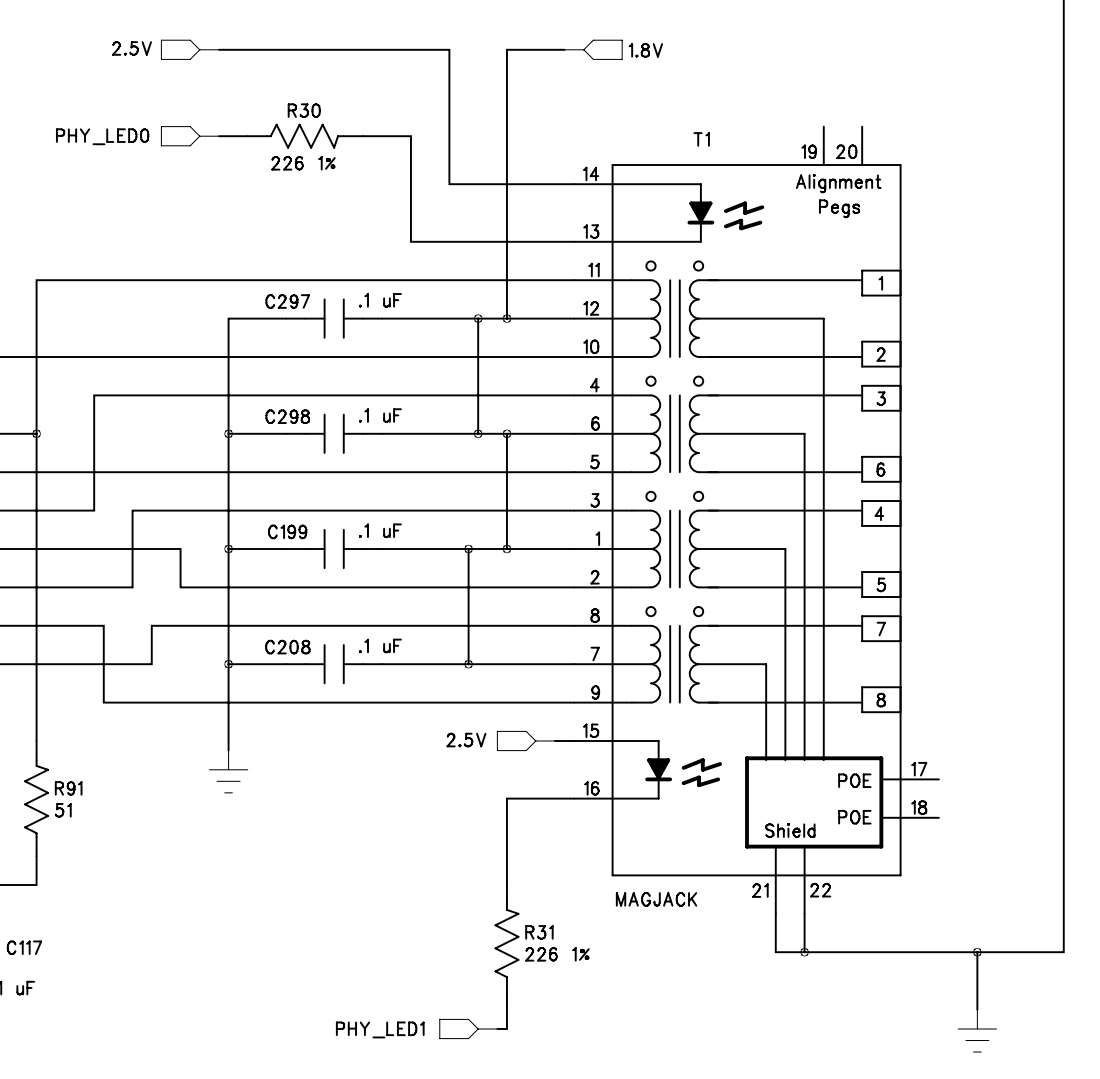 2.5V
1.8V
PHY_LED0
R30
226 1%
T1
19 20
Alignment
Pegs
14
13
11
C297 .1 uF
12
10
1
2
4
C298 .1 uF
6
5
3
6
3
C199 .1 uF
1
2
4
5
8
C208 .1 uF
7
9
7
8
2.5V
15
16
R91
51
POE 17
POE 18
Shield
21 22
MAGJACK
R31
226 1%
C117
1 uF
PHY_LED1